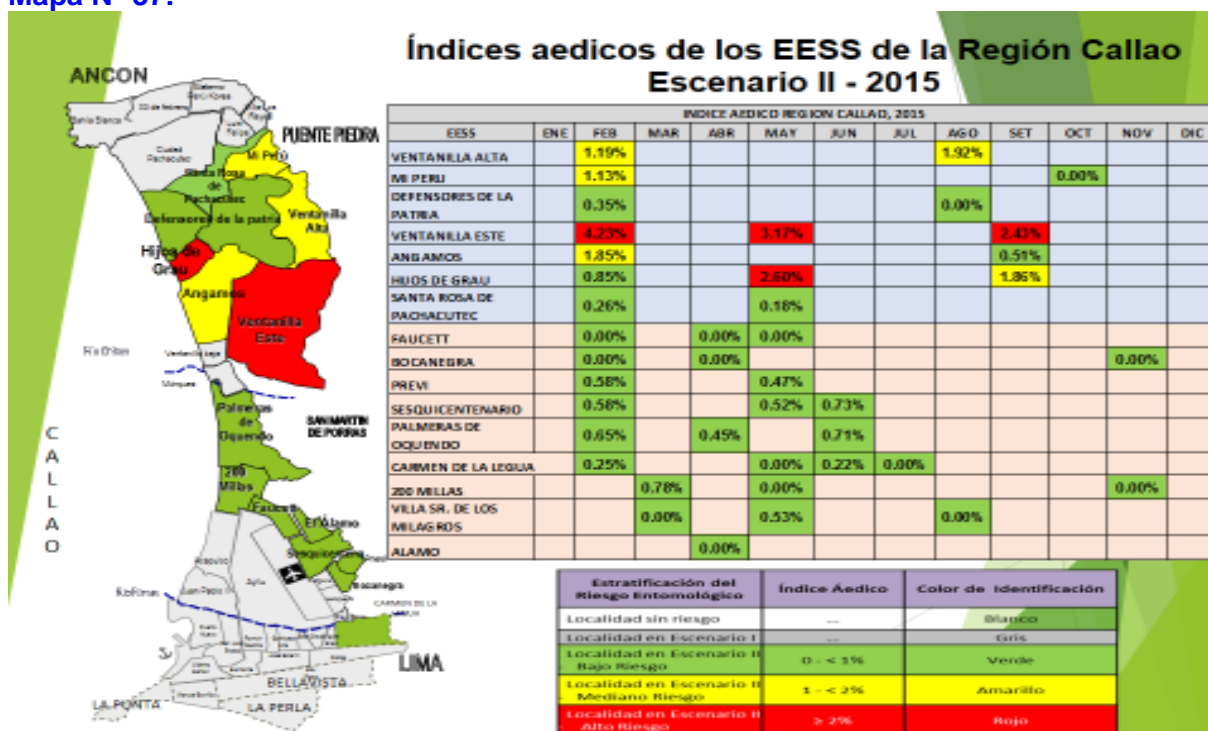 Índices aedicos de los EESS de la Región Callao
Escenario II - 2015
ANCON
PUENTE PIEDRA
Ciudad
Pachacutec
Mi Perú
Santa Rosa
de
Pachacutec
Defensores de la patria
Ventanilla
Alta
Hijos de
Grau
Angamos
Ventanilla
Este
Palmeras
de
Oquendo
SAN MARTIN
DE PORRAS
200
Millas
Faucett
El Álamo
Bocanegra
CARMEN DE LA
LIMA
BELLAVISTA
LA PUNTA
LA PERLA
CALLAO
INDICE AEDICO REGION CALLAO, 2015
EESS ENE FEB MAR ABR MAY JUN JUL AGO SET OCT NOV DIC
VENTANILLA ALTA 1.19% 1.92%
MI PERU 1.13% 0.00%
DEFENSORES DE LA
PATRIA 0.35% 0.00%
VENTANILLA ESTE 4.23% 3.17% 2.43%
ANGAMOS 1.85% 0.51%
HIJOS DE GRAU 0.85% 2.60% 1.86%
SANTA ROSA DE
PACHACUTEC 0.26% 0.18%
FAUCETT 0.00% 0.00% 0.00%
BOCANEGRA 0.00% 0.00% 0.00%
PREVI 0.58% 0.47%
SESQUICENTENARIO 0.58% 0.52% 0.73%
PALMERAS DE
OQUENDO 0.65% 0.45% 0.71%
CARMEN DE LA LEGUA 0.25% 0.00% 0.22% 0.00%
200 MILLAS 0.78% 0.00% 0.00%
VILLA SR. DE LOS
MILAGROS 0.00% 0.53% 0.00%
ALAMO 0.00%
Estratificación del
Riesgo Entomológico
Índice Áedico
Color de Identificación
Localidad sin riesgo -- Blanco
Localidad en Escenario I -- Gris
Localidad en Escenario II
Bajo Riesgo 0 - < 1% Verde
Localidad en Escenario II
Mediano Riesgo 1 - < 2% Amarillo
Localidad en Escenario II
Alto Riesgo ≥ 2% Rojo